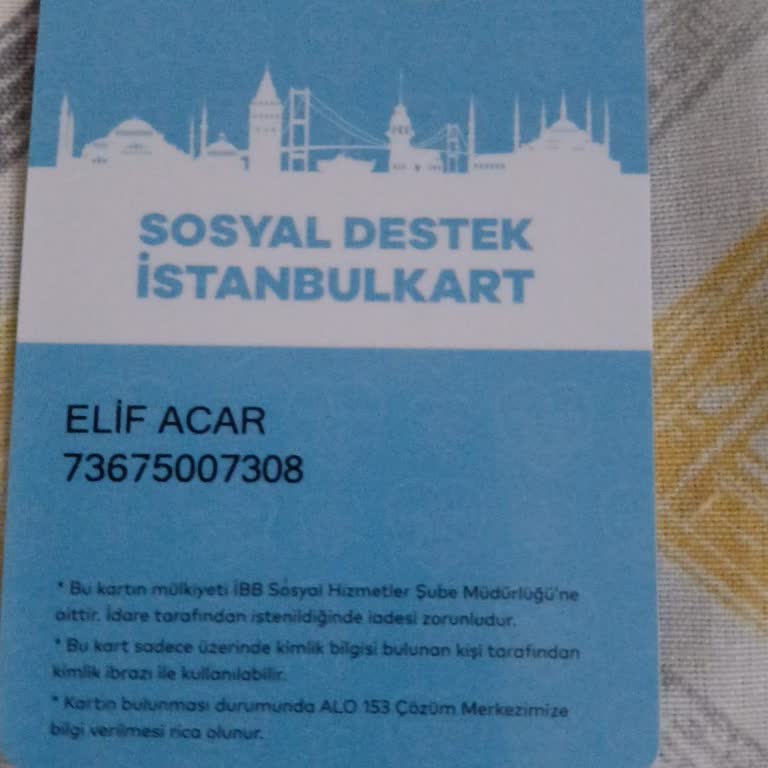 SOSYAL DESTEK
İSTANBULKART
ELİF ACAR
73675007308
* Bu kartın mülkiyeti İBB Sosyal Hizmetler Şube Müdürlüğü'ne
aittir. İdare tarafından istenildiğinde iadesi zorunludur.
* Bu kart sadece üzerinde kimlik bilgisi bulunan kişi tarafından
kimlik ibrazı ile kullanılabilir.
* Kartın bulunması durumunda ALO 153 Çözüm Merkezimize
bilgi verilmesi rica olunur.